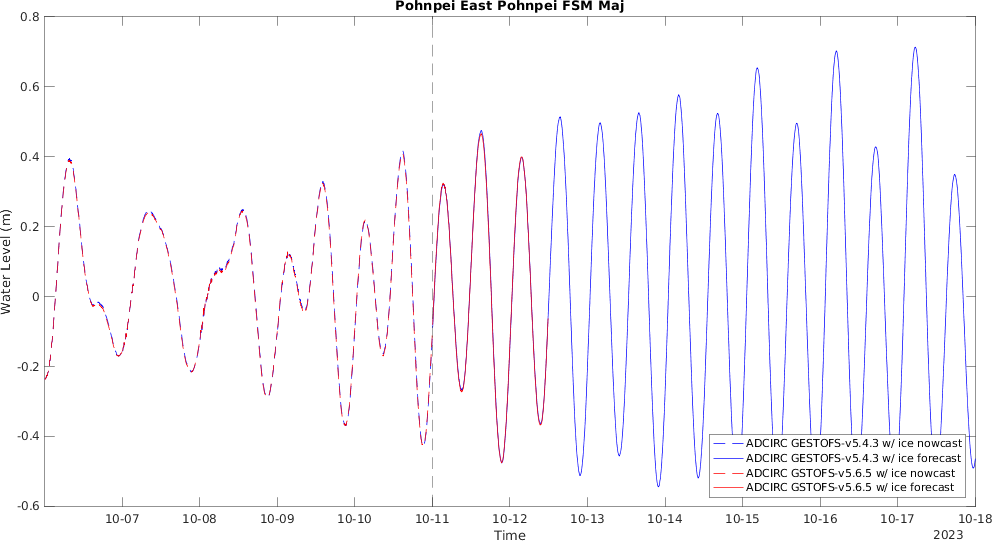 Pohnpei East Pohnpei FSM Maj
0.8
0.6
0.4
0.2
0
-0.2
-0.4
-0.6
Water Level (m)
ADCIRC GESTOFS-v5.4.3 w/ ice nowcast
ADCIRC GESTOFS-v5.4.3 w/ ice forecast
ADCIRC GSTOFS-v5.6.5 w/ ice nowcast
ADCIRC GSTOFS-v5.6.5 w/ ice forecast
10-07 10-08 10-09 10-10 10-11 10-12 10-13 10-14 10-15 10-16 10-17 10-18
Time 2023